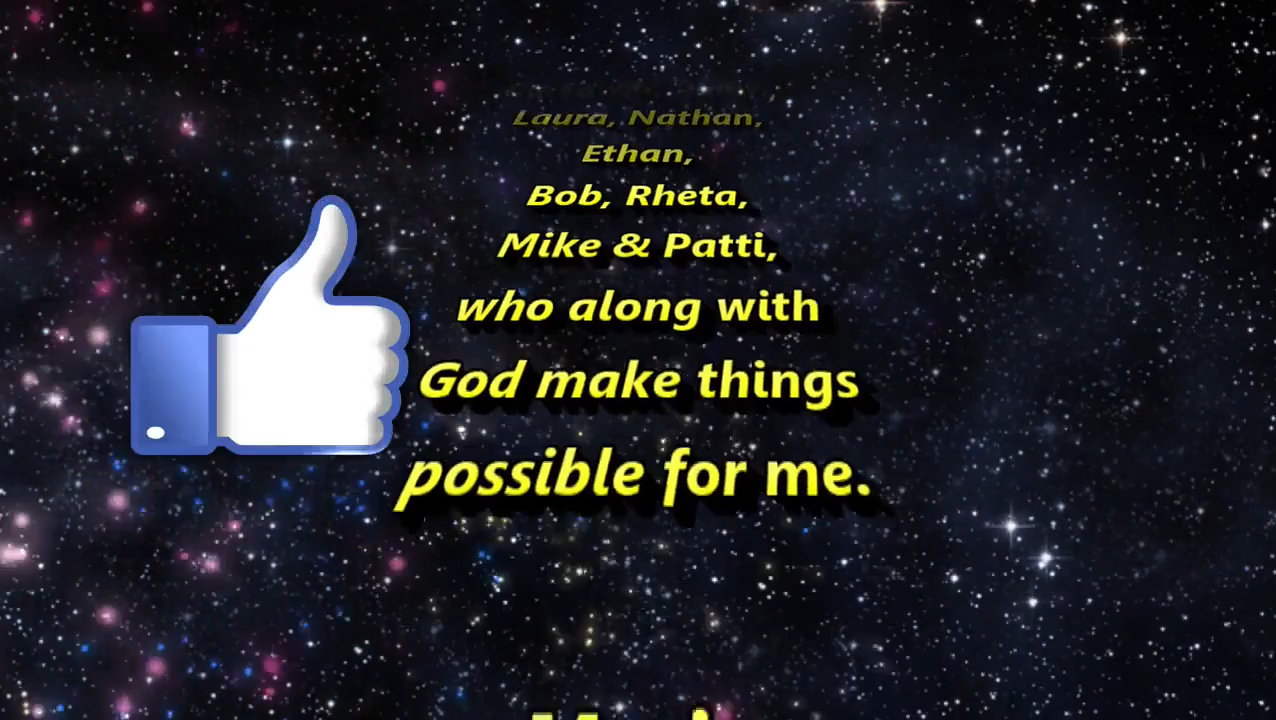 Laura, Nathan,
Ethan,
Bob, Rheta,
Mike & Patti,
who along with
God make things
possible for me.